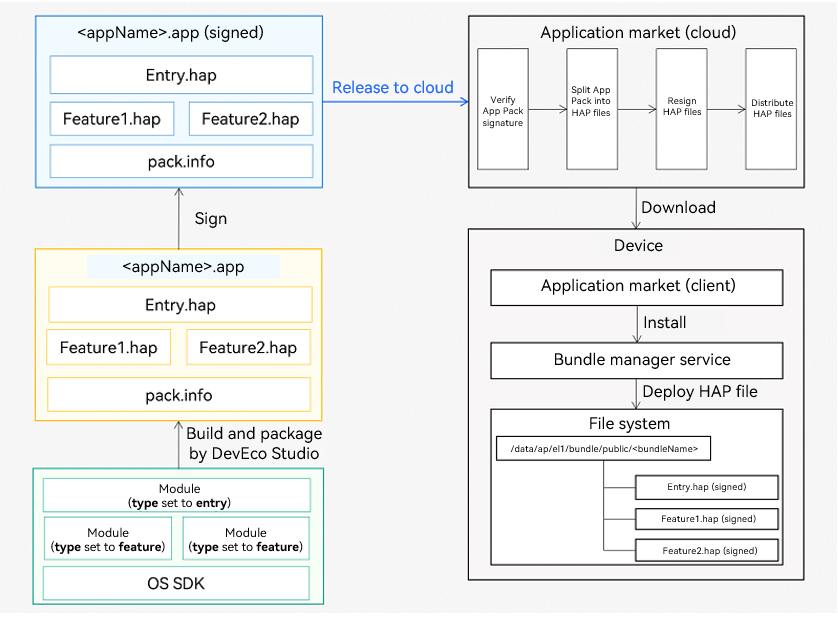 <appName>.app (signed)
Entry.hap
Feature1.hap
Feature2.hap
pack.info
Sign
<appName>.app
Entry.hap
Feature1.hap
Feature2.hap
pack.info
Build and package
by DevEco Studio
Module
(type set to entry)
Module
(type set to feature)
Module
(type set to feature)
OS SDK
Release to cloud
Application market (cloud)
Verify
App Pack
signature
Split App
Pack into
HAP files
Resign
HAP files
Distribute
HAP files
Download
Device
Application market (client)
Install
Bundle manager service
Deploy HAP file
File system
/data/ap/el1/bundle/public/<bundleName>
Entry.hap (signed)
Feature1.hap (signed)
Feature2.hap (signed)